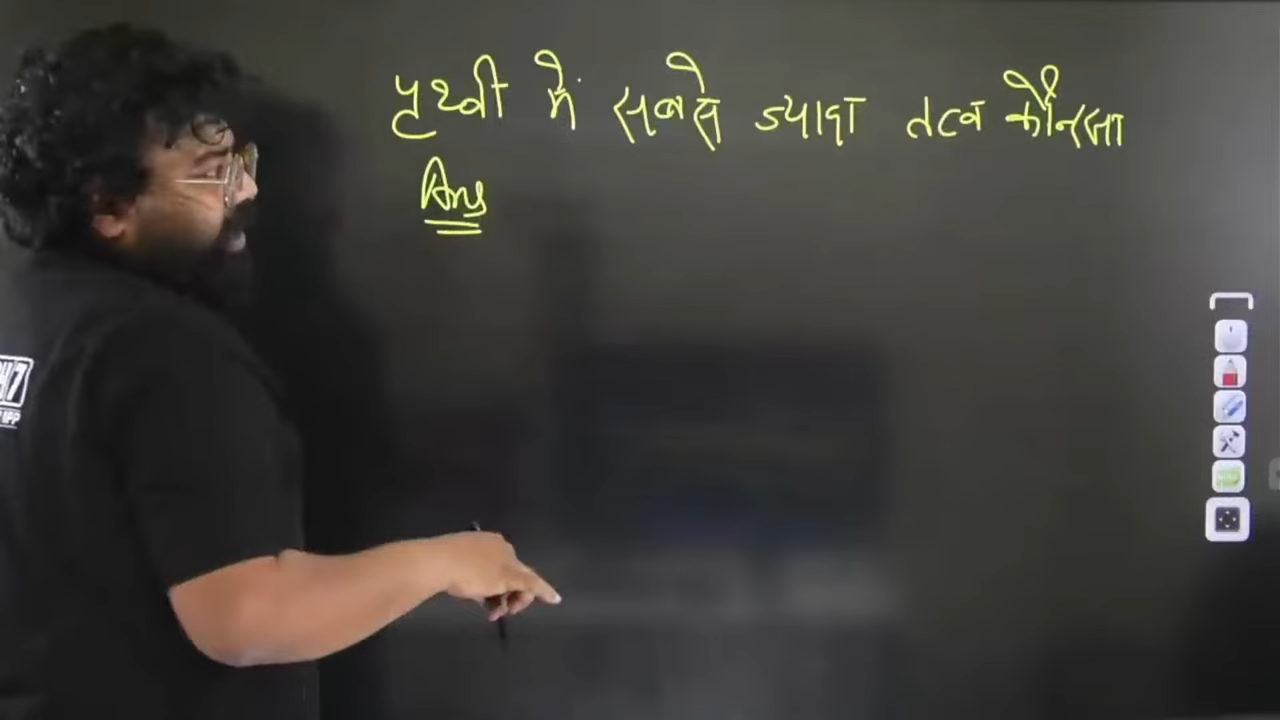 पृथ्वी में सबसे ज्यादा तत्व कौनसा
Ans